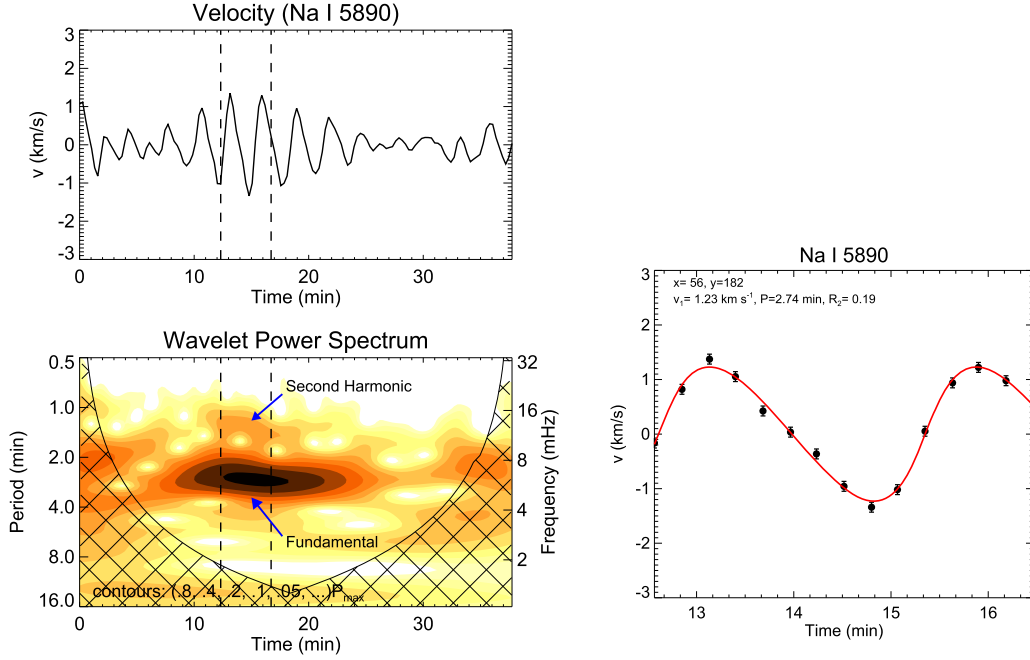 Velocity (Na I 5890)
3
2
1
0
-1
-2
-3
v (km/s)
0
10
20
30
Time (min)
Wavelet Power Spectrum
0.5
1.0
2.0
4.0
8.0
16.0
Period (min)
32
16
8
4
2
Frequency (mHz)
Second Harmonic
Fundamental
contours: (.8, .4, .2, .1, .05, ...)Pmax
0
10
20
30
Time (min)
Na I 5890
x= 56, y=182
v1= 1.23 km s-1, P=2.74 min, R2= 0.19
3
2
1
0
-1
-2
-3
v (km/s)
13
14
15
16
Time (min)